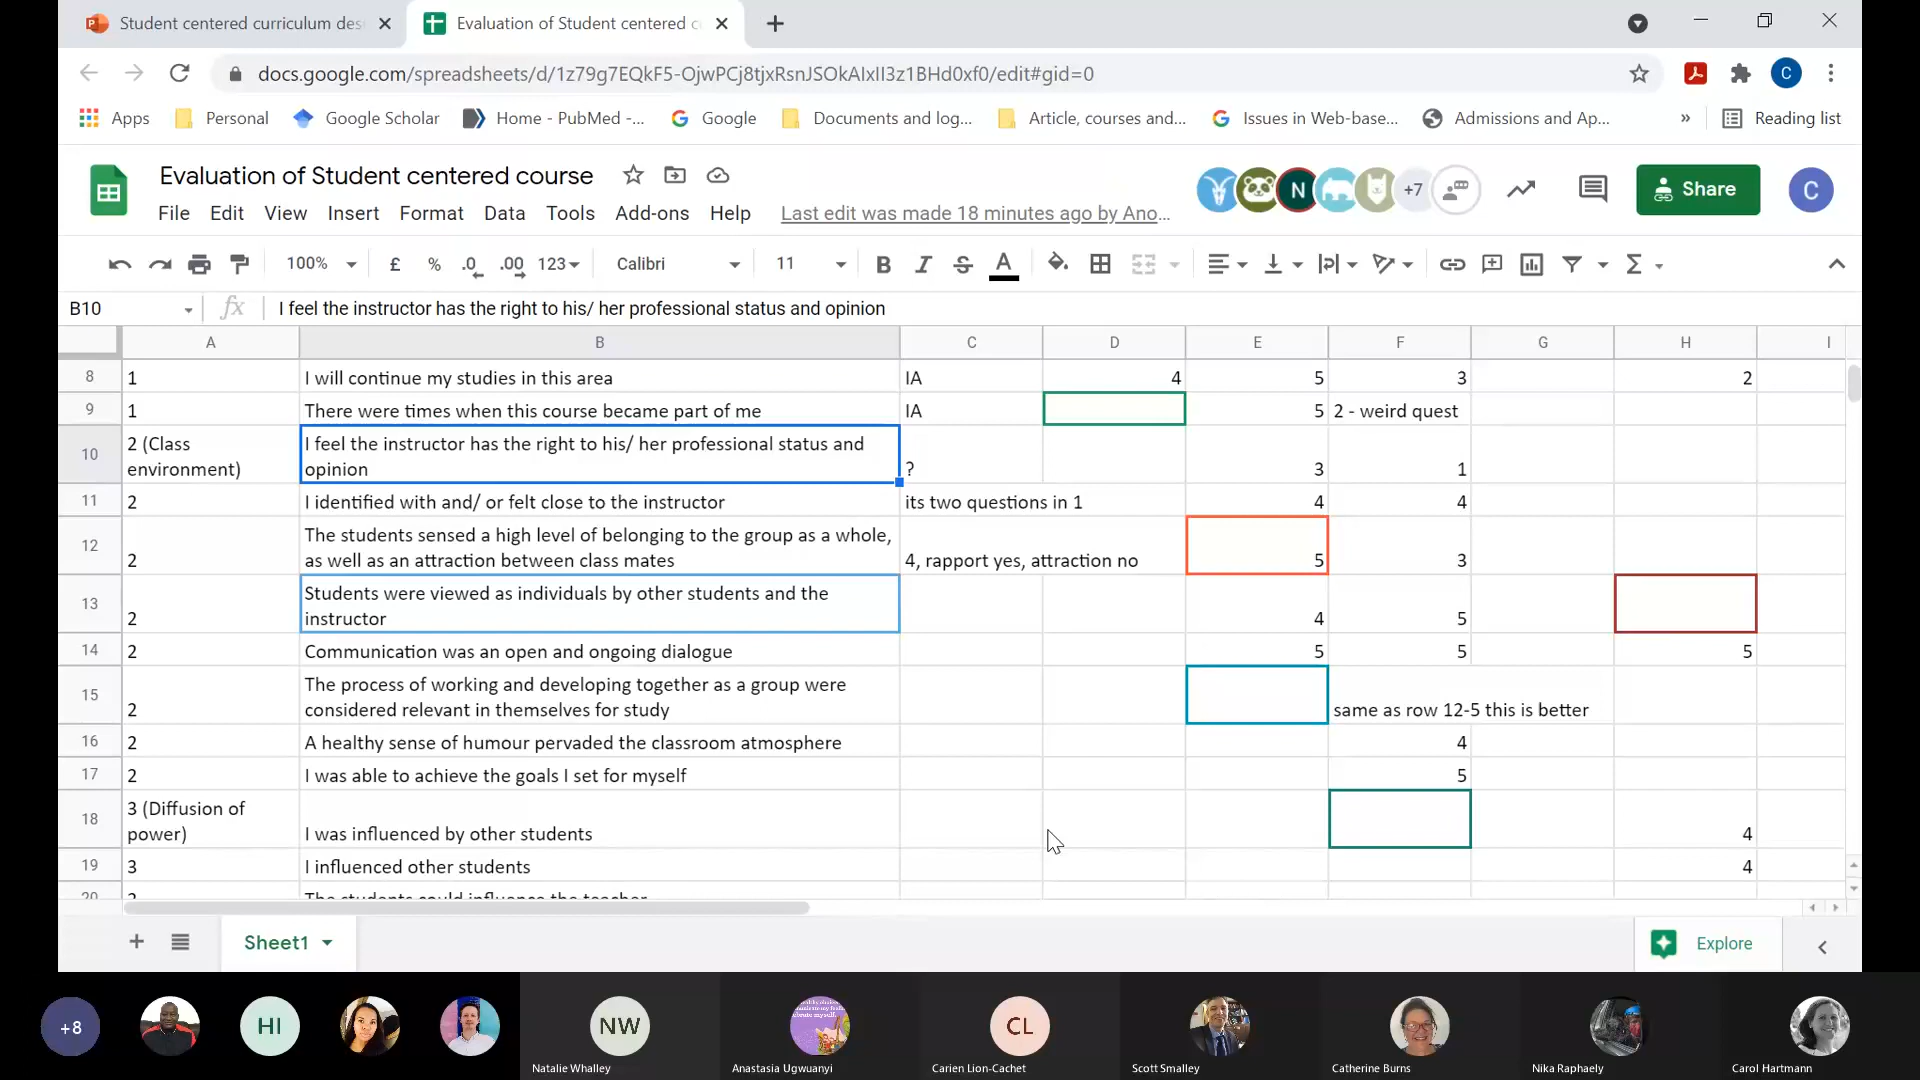 Student centered curriculum des
Evaluation of Student centered c
docs.google.com/spreadsheets/d/1z79g7EQkF5-OjwPCj8tjxRsnJSOkAIxII3z1BHd0xf0/edit#gid=0
C
Apps
Personal
Google Scholar
Home - PubMed -...
Google
Documents and log...
Article, courses and...
Issues in Web-base...
Admissions and Ap...
»
Reading list
Evaluation of Student centered course
N
+7
Share
C
File Edit View Insert Format Data Tools Add-ons Help Last edit was made 18 minutes ago by Ano...
100% £ % .0 .00 123 Calibri 11 B I S A Σ
B10 fx I feel the instructor has the right to his/ her professional status and opinion
A B C D E F G H I
8 1 I will continue my studies in this area IA 4 5 3 2
9 1 There were times when this course became part of me IA 5 2 - weird quest
10 2 (Class environment) I feel the instructor has the right to his/ her professional status and opinion ? 3 1
11 2 I identified with and/ or felt close to the instructor its two questions in 1 4 4
12 2 The students sensed a high level of belonging to the group as a whole, as well as an attraction between class mates 4, rapport yes, attraction no 5 3
13 2 Students were viewed as individuals by other students and the instructor 4 5
14 2 Communication was an open and ongoing dialogue 5 5 5
15 2 The process of working and developing together as a group were considered relevant in themselves for study same as row 12-5 this is better
16 2 A healthy sense of humour pervaded the classroom atmosphere 4
17 2 I was able to achieve the goals I set for myself 5
18 3 (Diffusion of power) I was influenced by other students 4
19 3 I influenced other students 4
20 3 The students could influence the teacher
Sheet1
Explore
+8
HI
NW
CL
Natalie Whalley
Anastasia Ugwuanyi
Carien Lion-Cachet
Scott Smalley
Catherine Burns
Nika Raphaely
Carol Hartmann